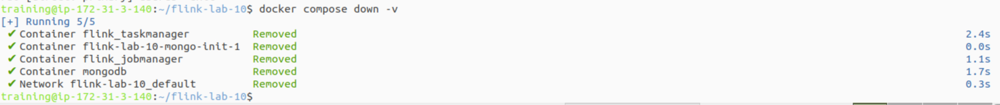 training@ip-172-31-3-140:~/flink-lab-10$ docker compose down -v
[+] Running 5/5
✔ Container flink_taskmanager Removed 2.4s
✔ Container flink-lab-10-mongo-init-1 Removed 0.0s
✔ Container flink_jobmanager Removed 1.1s
✔ Container mongodb Removed 1.7s
✔ Network flink-lab-10_default Removed 0.3s
training@ip-172-31-3-140:~/flink-lab-10$